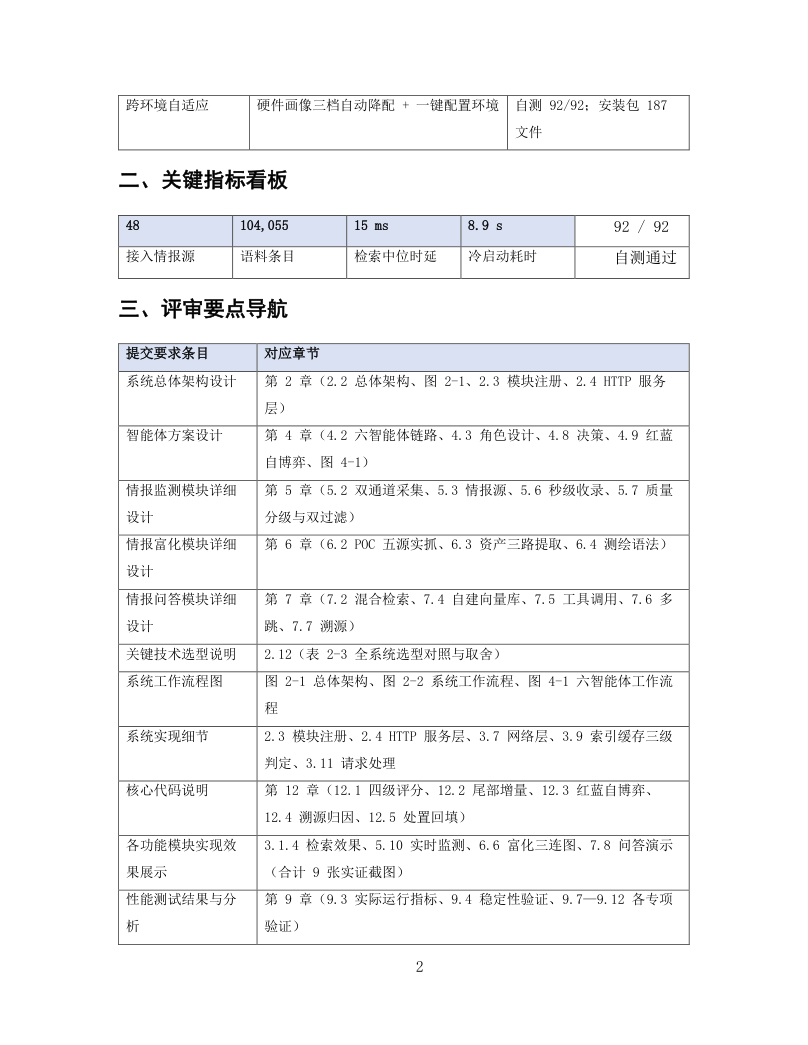 跨环境自适应 硬件画像三档自动降配 + 一键配置环境 自测 92/92；安装包 187
文件
二、关键指标看板
48 104,055 15 ms 8.9 s 92 / 92
接入情报源 语料条目 检索中位时延 冷启动耗时 自测通过
三、评审要点导航
提交要求条目 对应章节
系统总体架构设计 第 2 章（2.2 总体架构、图 2-1、2.3 模块注册、2.4 HTTP 服务
层）
智能体方案设计 第 4 章（4.2 六智能体链路、4.3 角色设计、4.8 决策、4.9 红蓝
自博弈、图 4-1）
情报监测模块详细 第 5 章（5.2 双通道采集、5.3 情报源、5.6 秒级收录、5.7 质量
设计 分级与双过滤）
情报富化模块详细 第 6 章（6.2 POC 五源实抓、6.3 资产三路提取、6.4 测绘语法）
设计
情报问答模块详细 第 7 章（7.2 混合检索、7.4 自建向量库、7.5 工具调用、7.6 多
设计 跳、7.7 溯源）
关键技术选型说明 2.12（表 2-3 全系统选型对照与取舍）
系统工作流程图 图 2-1 总体架构、图 2-2 系统工作流程、图 4-1 六智能体工作流
程
系统实现细节 2.3 模块注册、2.4 HTTP 服务层、3.7 网络层、3.9 索引缓存三级
判定、3.11 请求处理
核心代码说明 第 12 章（12.1 四级评分、12.2 尾部增量、12.3 红蓝自博弈、
12.4 溯源归因、12.5 处置回填）
各功能模块实现效 3.1.4 检索效果、5.10 实时监测、6.6 富化三连图、7.8 问答演示
果展示 （合计 9 张实证截图）
性能测试结果与分 第 9 章（9.3 实际运行指标、9.4 稳定性验证、9.7—9.12 各专项
析 验证）
2